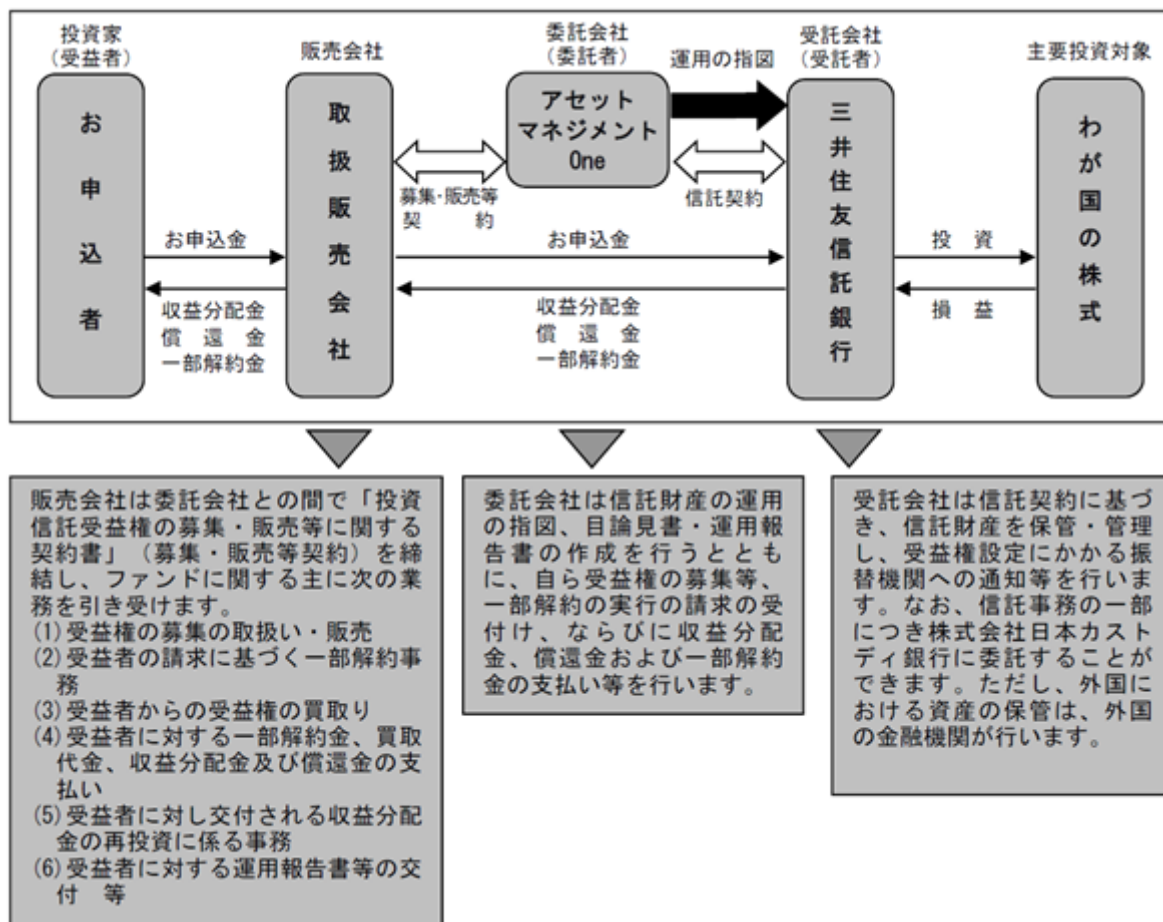 投資家
(受益者)
販売会社
委託会社
(委託者)
運用の指図
受託会社
(受託者)
主要投資対象
お申込者
取扱販売会社
アセット
マネジメント
One
三井住友信託銀行
わが国の株式
募集・販売等
契　　約
信託契約
お申込金
お申込金
投　資
収益分配金
償　還　金
一部解約金
収益分配金
償　還　金
一部解約金
損　益
販売会社は委託会社との間で「投資
信託受益権の募集・販売等に関する
契約書」（募集・販売等契約）を締
結し、ファンドに関する主に次の業
務を引き受けます。
(1)受益権の募集の取扱い・販売
(2)受益者の請求に基づく一部解約事
務
(3)受益者からの受益権の買取り
(4)受益者に対する一部解約金、買取
代金、収益分配金及び償還金の支
払い
(5)受益者に対し交付される収益分配
金の再投資に係る事務
(6)受益者に対する運用報告書等の交
付　等
委託会社は信託財産の運用
の指図、目論見書・運用報
告書の作成を行うととも
に、自ら受益権の募集等、
一部解約の実行の請求の受
付け、ならびに収益分配
金、償還金および一部解約
金の支払い等を行います。
受託会社は信託契約に基づ
き、信託財産を保管・管理
し、受益権設定にかかる振
替機関への通知等を行いま
す。なお、信託事務の一部
につき株式会社日本カスト
ディ銀行に委託することが
できます。ただし、外国に
おける資産の保管は、外国
の金融機関が行います。